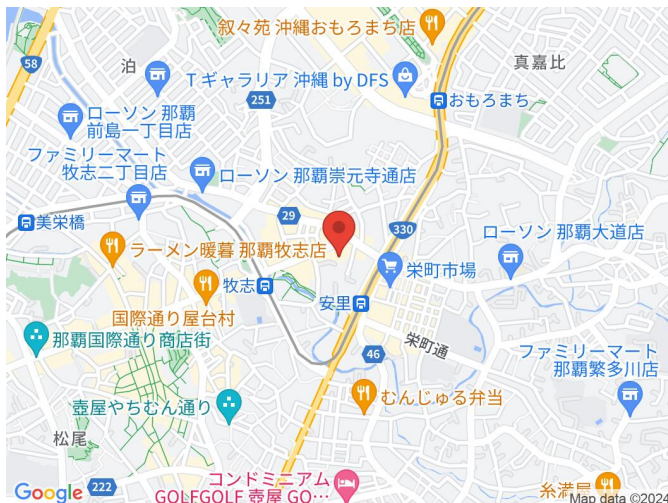 叙々苑 沖縄おもろまち店
58
泊
真嘉比
T ギャラリア 沖縄 by DFS
251
おもろまち
ローソン 那覇
前島一丁目店
ファミリーマート
牧志二丁目店
ローソン 那覇崇元寺通店
29
330
美栄橋
ラーメン暖暮 那覇牧志店
ローソン 那覇大道店
栄町市場
牧志
安里
国際通り屋台村
那覇国際通り商店街
46
栄町通
ファミリーマート
那覇繁多川店
壺屋やちむん通り
むんじゅる弁当
松尾
コンドミニアム
GOLFGOLF 壺屋 GO…
糸満屋
222
Google
Map data ©2024